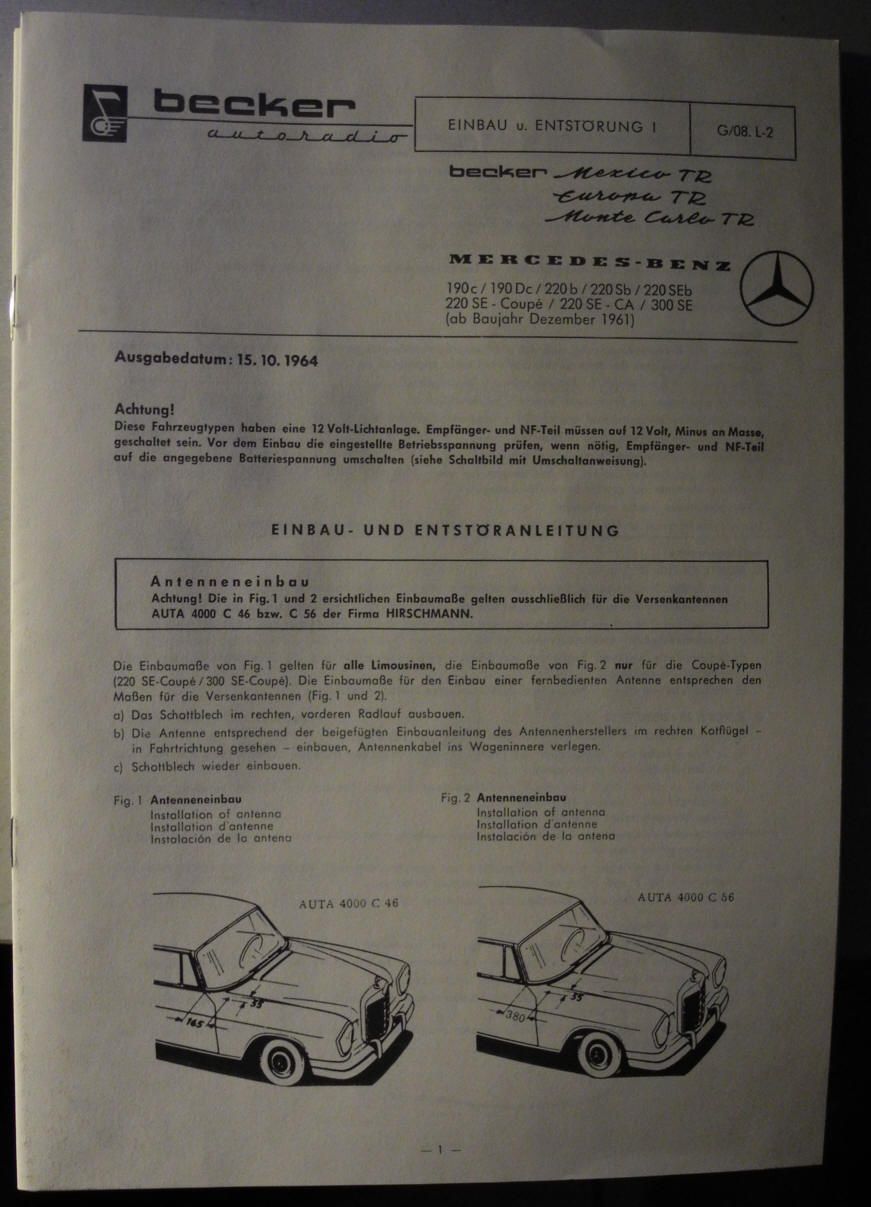 becker
autoradio
EINBAU u. ENTSTÖRUNG I
G/08. L-2
becker Mexico TR
Europa TR
Monte Carlo TR
MERCEDES-BENZ
190c / 190 Dc / 220 b / 220 Sb / 220 SEb
220 SE - Coupé / 220 SE - CA / 300 SE
(ab Baujahr Dezember 1961)
Ausgabedatum: 15. 10. 1964
Achtung!
Diese Fahrzeugtypen haben eine 12 Volt-Lichtanlage. Empfänger- und NF-Teil müssen auf 12 Volt, Minus an Masse,
geschaltet sein. Vor dem Einbau die eingestellte Betriebsspannung prüfen, wenn nötig, Empfänger- und NF-Teil
auf die angegebene Batteriespannung umschalten (siehe Schaltbild mit Umschaltanweisung).
EINBAU- UND ENTSTÖRANLEITUNG
Antenneneinbau
Achtung! Die in Fig. 1 und 2 ersichtlichen Einbaumaße gelten ausschließlich für die Versenkantennen
AUTA 4000 C 46 bzw. C 56 der Firma HIRSCHMANN.
Die Einbaumaße von Fig. 1 gelten für alle Limousinen, die Einbaumaße von Fig. 2 nur für die Coupé-Typen
(220 SE-Coupé / 300 SE-Coupé). Die Einbaumaße für den Einbau einer fernbedienten Antenne entsprechen den
Maßen für die Versenkantennen (Fig. 1 und 2).
a) Das Schottblech im rechten, vorderen Radlauf ausbauen.
b) Die Antenne entsprechend der beigefügten Einbauanleitung des Antennenherstellers im rechten Kotflügel –
in Fahrtrichtung gesehen – einbauen, Antennenkabel ins Wageninnere verlegen.
c) Schottblech wieder einbauen.
Fig. 1 Antenneneinbau
Installation of antenna
Installation d'antenne
Instalación de la antena
Fig. 2 Antenneneinbau
Installation of antenna
Installation d'antenne
Instalación de la antena
AUTA 4000 C 46
55
165
AUTA 4000 C 56
55
380
— 1 —